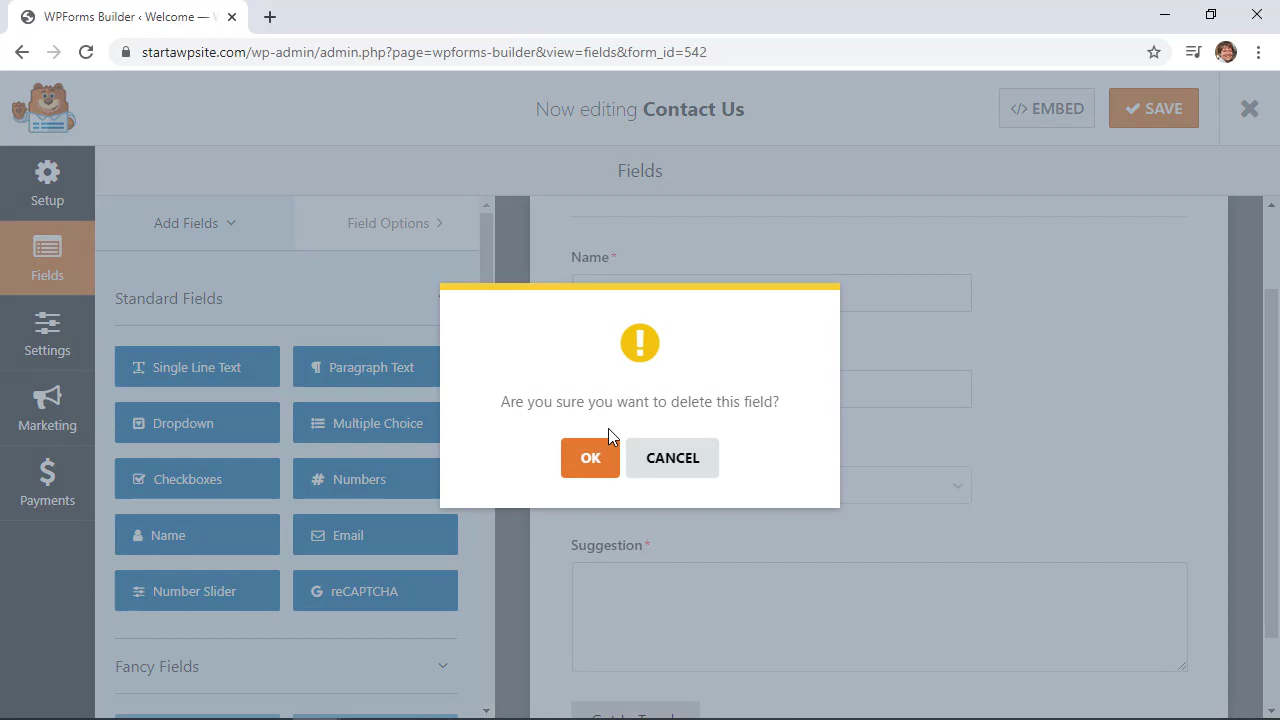 WPForms Builder ‹ Welcome —
startawpsite.com/wp-admin/admin.php?page=wpforms-builder&view=fields&form_id=542
Now editing Contact Us
</> EMBED
SAVE
Setup
Fields
Settings
Marketing
Payments
Fields
Add Fields
Field Options
Standard Fields
Single Line Text
Paragraph Text
Dropdown
Multiple Choice
Checkboxes
Numbers
Name
Email
Number Slider
reCAPTCHA
Fancy Fields
Name*
Are you sure you want to delete this field?
OK
CANCEL
Suggestion*